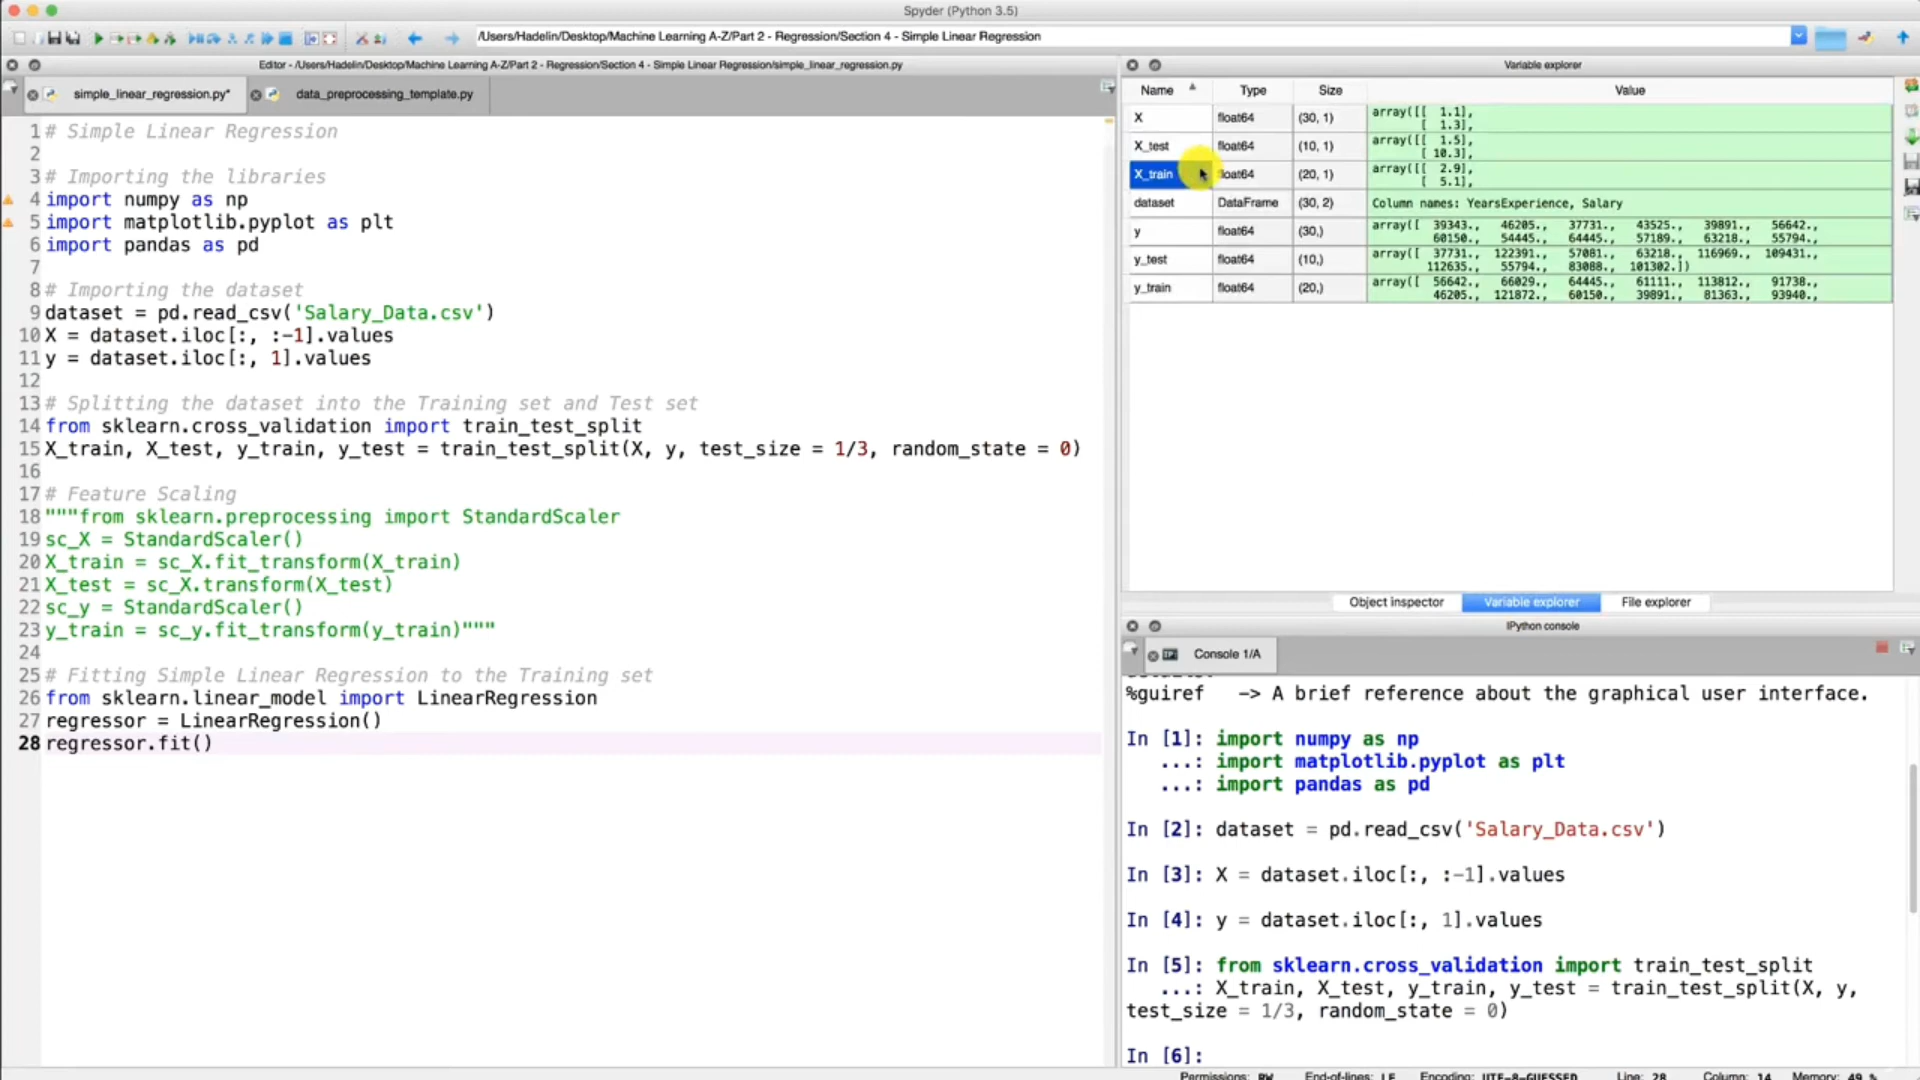 Spyder (Python 3.5)
/Users/Hadelin/Desktop/Machine Learning A-Z/Part 2 - Regression/Section 4 - Simple Linear Regression
Editor - /Users/Hadelin/Desktop/Machine Learning A-Z/Part 2 - Regression/Section 4 - Simple Linear Regression/simple_linear_regression.py
simple_linear_regression.py*
data_preprocessing_template.py
1 # Simple Linear Regression
2
3 # Importing the libraries
4 import numpy as np
5 import matplotlib.pyplot as plt
6 import pandas as pd
7
8 # Importing the dataset
9 dataset = pd.read_csv('Salary_Data.csv')
10 X = dataset.iloc[:, :-1].values
11 y = dataset.iloc[:, 1].values
12
13 # Splitting the dataset into the Training set and Test set
14 from sklearn.cross_validation import train_test_split
15 X_train, X_test, y_train, y_test = train_test_split(X, y, test_size = 1/3, random_state = 0)
16
17 # Feature Scaling
18 """from sklearn.preprocessing import StandardScaler
19 sc_X = StandardScaler()
20 X_train = sc_X.fit_transform(X_train)
21 X_test = sc_X.transform(X_test)
22 sc_y = StandardScaler()
23 y_train = sc_y.fit_transform(y_train)"""
24
25 # Fitting Simple Linear Regression to the Training set
26 from sklearn.linear_model import LinearRegression
27 regressor = LinearRegression()
28 regressor.fit()
Variable explorer
Name Type Size Value
X float64 (30, 1) array([[ 1.1],
[ 1.3],
X_test float64 (10, 1) array([[ 1.5],
[ 10.3],
X_train float64 (20, 1) array([[ 2.9],
[ 5.1],
dataset DataFrame (30, 2) Column names: YearsExperience, Salary
y float64 (30,) array([ 39343., 46205., 37731., 43525., 39891., 56642.,
60150., 54445., 64445., 57189., 63218., 55794.,
y_test float64 (10,) array([ 37731., 122391., 57081., 63218., 116969., 109431.,
112635., 55794., 83088., 101302.])
y_train float64 (20,) array([ 56642., 66029., 64445., 61111., 113812., 91738.,
46205., 121872., 60150., 39891., 81363., 93940.,
Object inspector Variable explorer File explorer
IPython console
Console 1/A
details.
%guiref -> A brief reference about the graphical user interface.
In [1]: import numpy as np
...: import matplotlib.pyplot as plt
...: import pandas as pd
In [2]: dataset = pd.read_csv('Salary_Data.csv')
In [3]: X = dataset.iloc[:, :-1].values
In [4]: y = dataset.iloc[:, 1].values
In [5]: from sklearn.cross_validation import train_test_split
...: X_train, X_test, y_train, y_test = train_test_split(X, y,
test_size = 1/3, random_state = 0)
In [6]:
Permissions: RW End-of-lines: LF Encoding: UTF-8-GUESSED Line: 28 Column: 14 Memory: 49 %